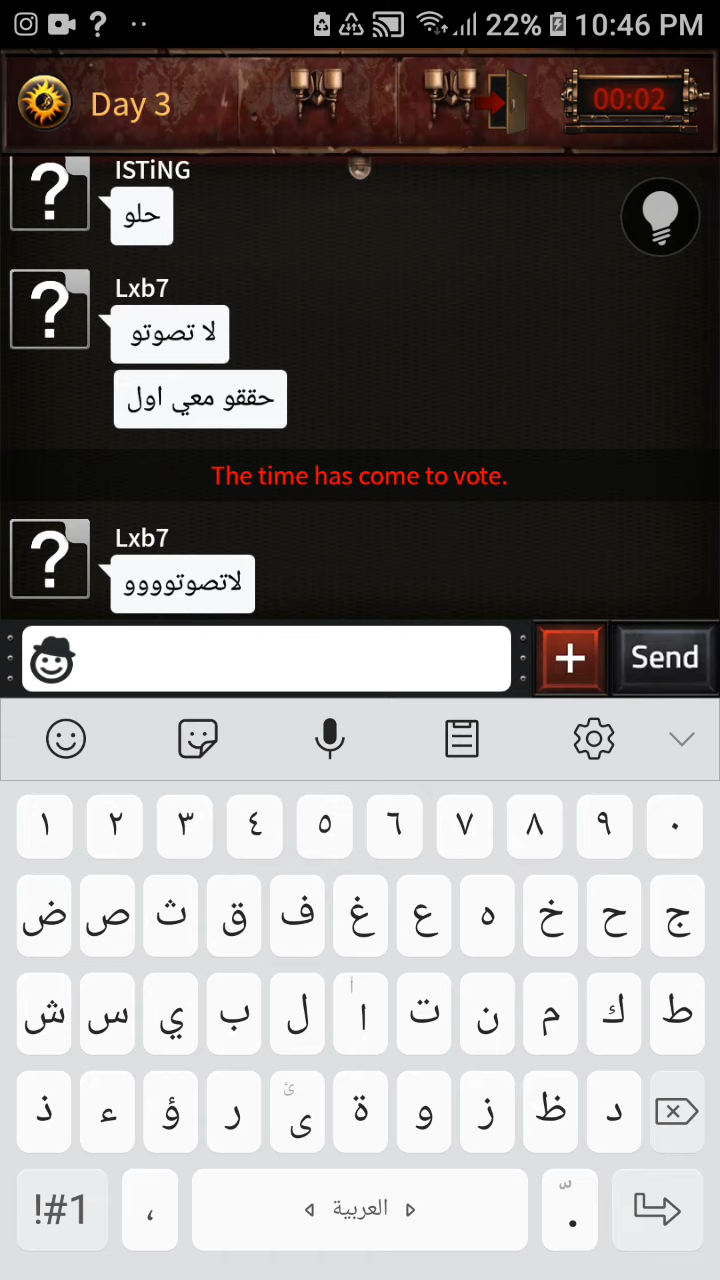 22% 10:46 PM
Day 3
00:02
ISTiNG
حلو
Lxb7
لا تصوتو
حققو معي اول
The time has come to vote.
Lxb7
لاتصوتوووو
Send
١ ٢ ٣ ٤ ٥ ٦ ٧ ٨ ٩ ٠
ض ص ث ق ف غ ع ه خ ح ج
ش س ي ب ل ا أ ت ن م ك ط
ذ ء ؤ ر ى ئ ة و ز ظ د
!#1 ، العربية . ّ